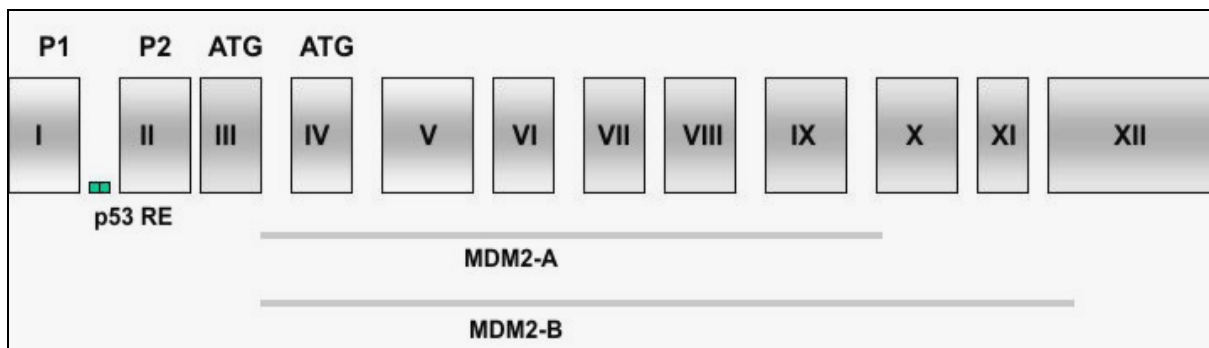 P1 P2 ATG ATG
I II III IV V VI VII VIII IX X XI XII
p53 RE
MDM2-A
MDM2-B